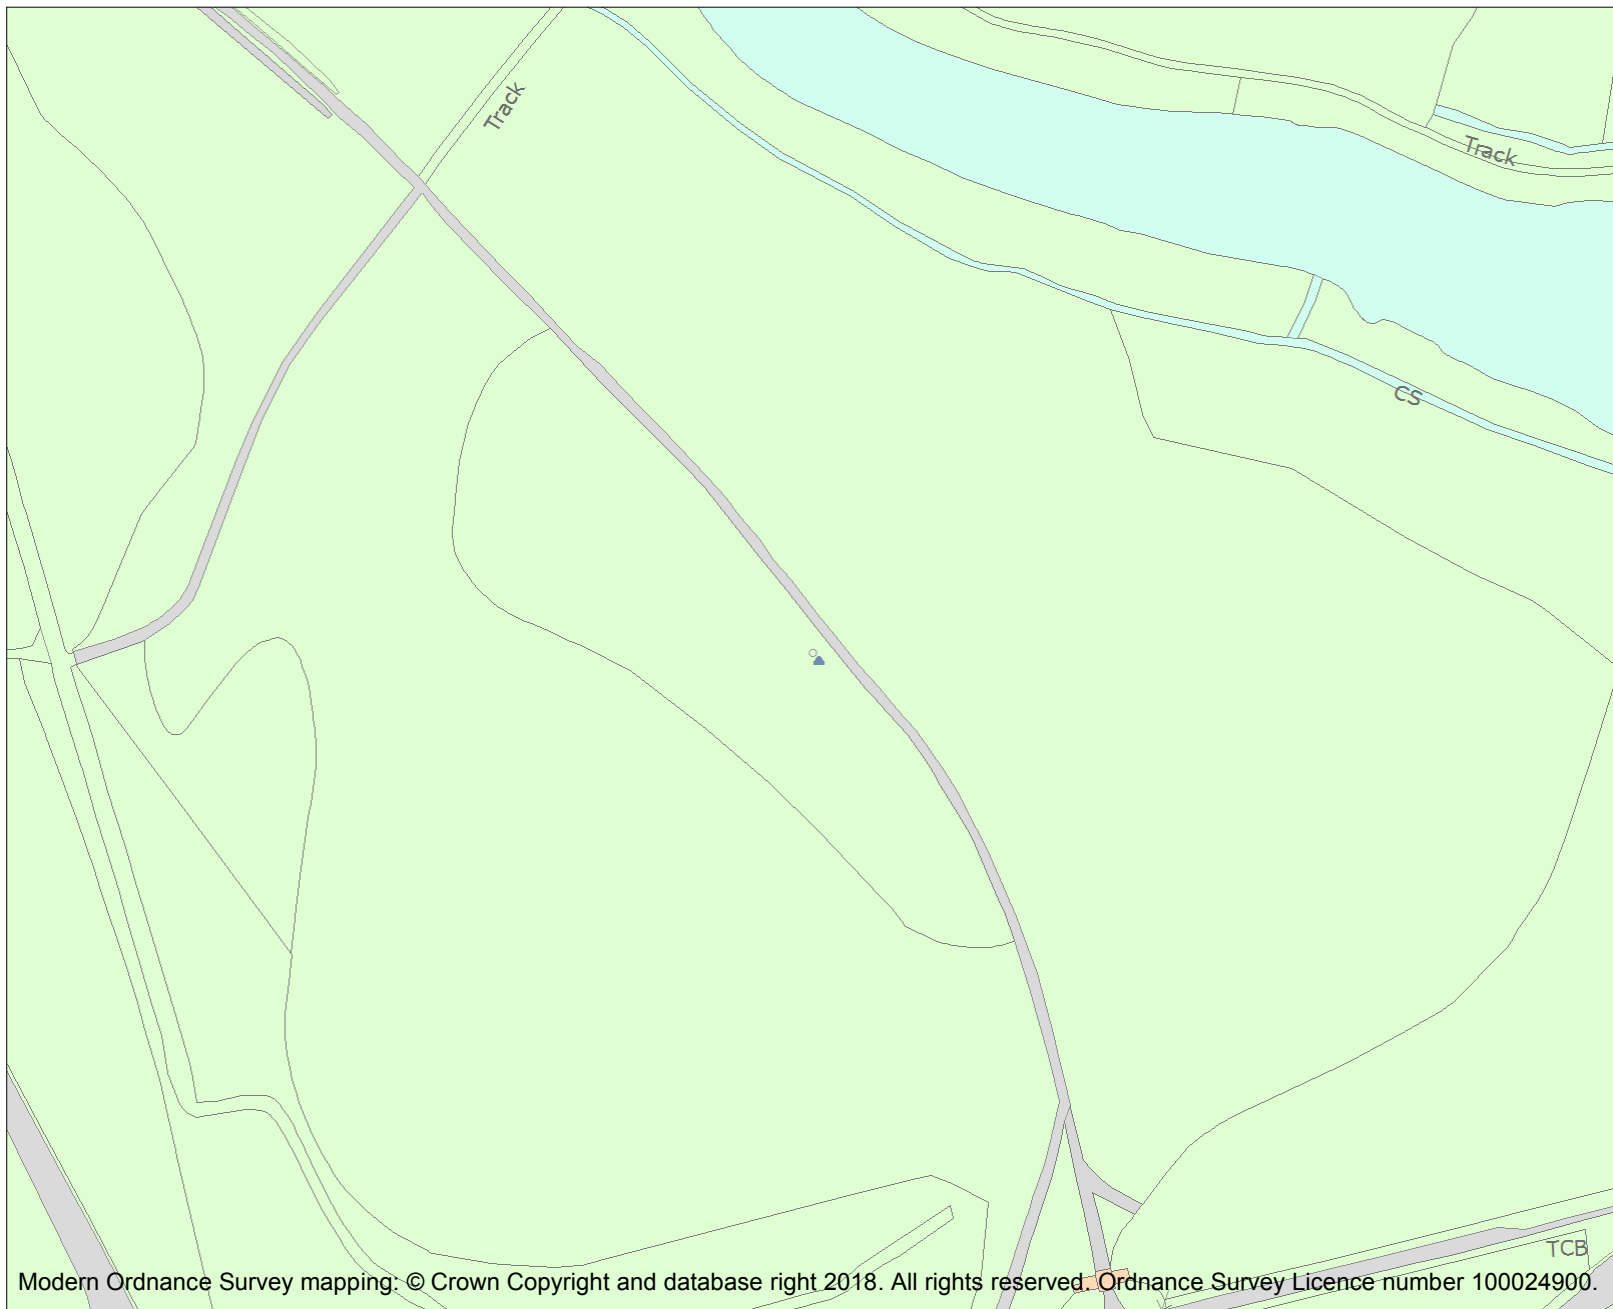 Track
Track
CS
TCB
Modern Ordnance Survey mapping: © Crown Copyright and database right 2018. All rights reserved. Ordnance Survey Licence number 100024900.